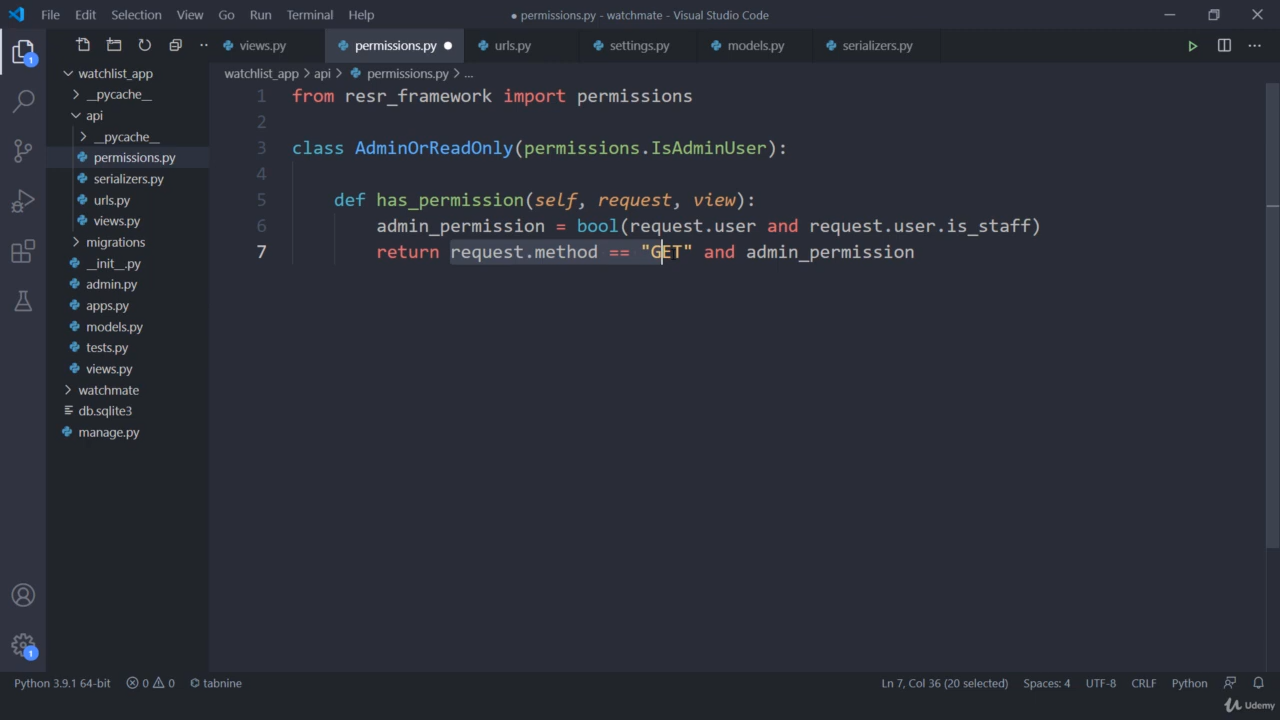 File Edit Selection View Go Run Terminal Help
● permissions.py - watchmate - Visual Studio Code
views.py permissions.py urls.py settings.py models.py serializers.py
watchlist_app > api > permissions.py > ...
watchlist_app
__pycache__
api
__pycache__
permissions.py
serializers.py
urls.py
views.py
migrations
__init__.py
admin.py
apps.py
models.py
tests.py
views.py
watchmate
db.sqlite3
manage.py
1 from resr_framework import permissions
2
3 class AdminOrReadOnly(permissions.IsAdminUser):
4
5     def has_permission(self, request, view):
6         admin_permission = bool(request.user and request.user.is_staff)
7         return request.method == "GET" and admin_permission
1
1
Python 3.9.1 64-bit 0 0 tabnine Ln 7, Col 36 (20 selected) Spaces: 4 UTF-8 CRLF Python
Udemy